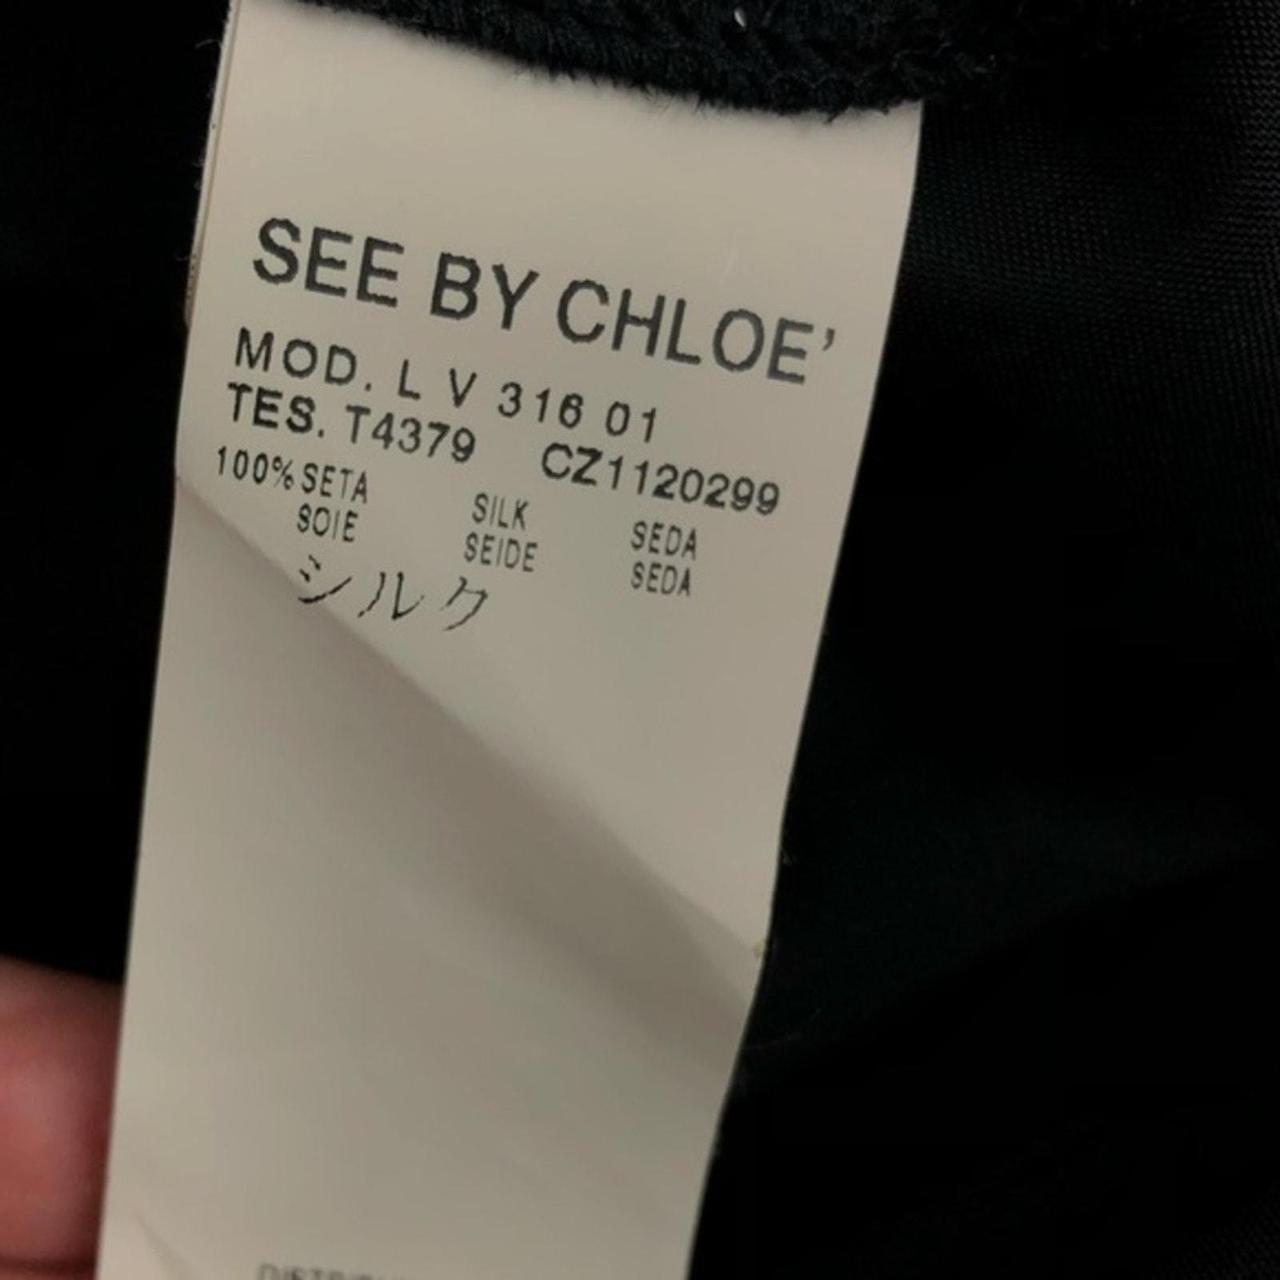 SEE BY CHLOE'
MOD. L V 316 01
TES. T4379 CZ1120299
100% SETA SILK SEDA
SOIE SEIDE SEDA
シルク